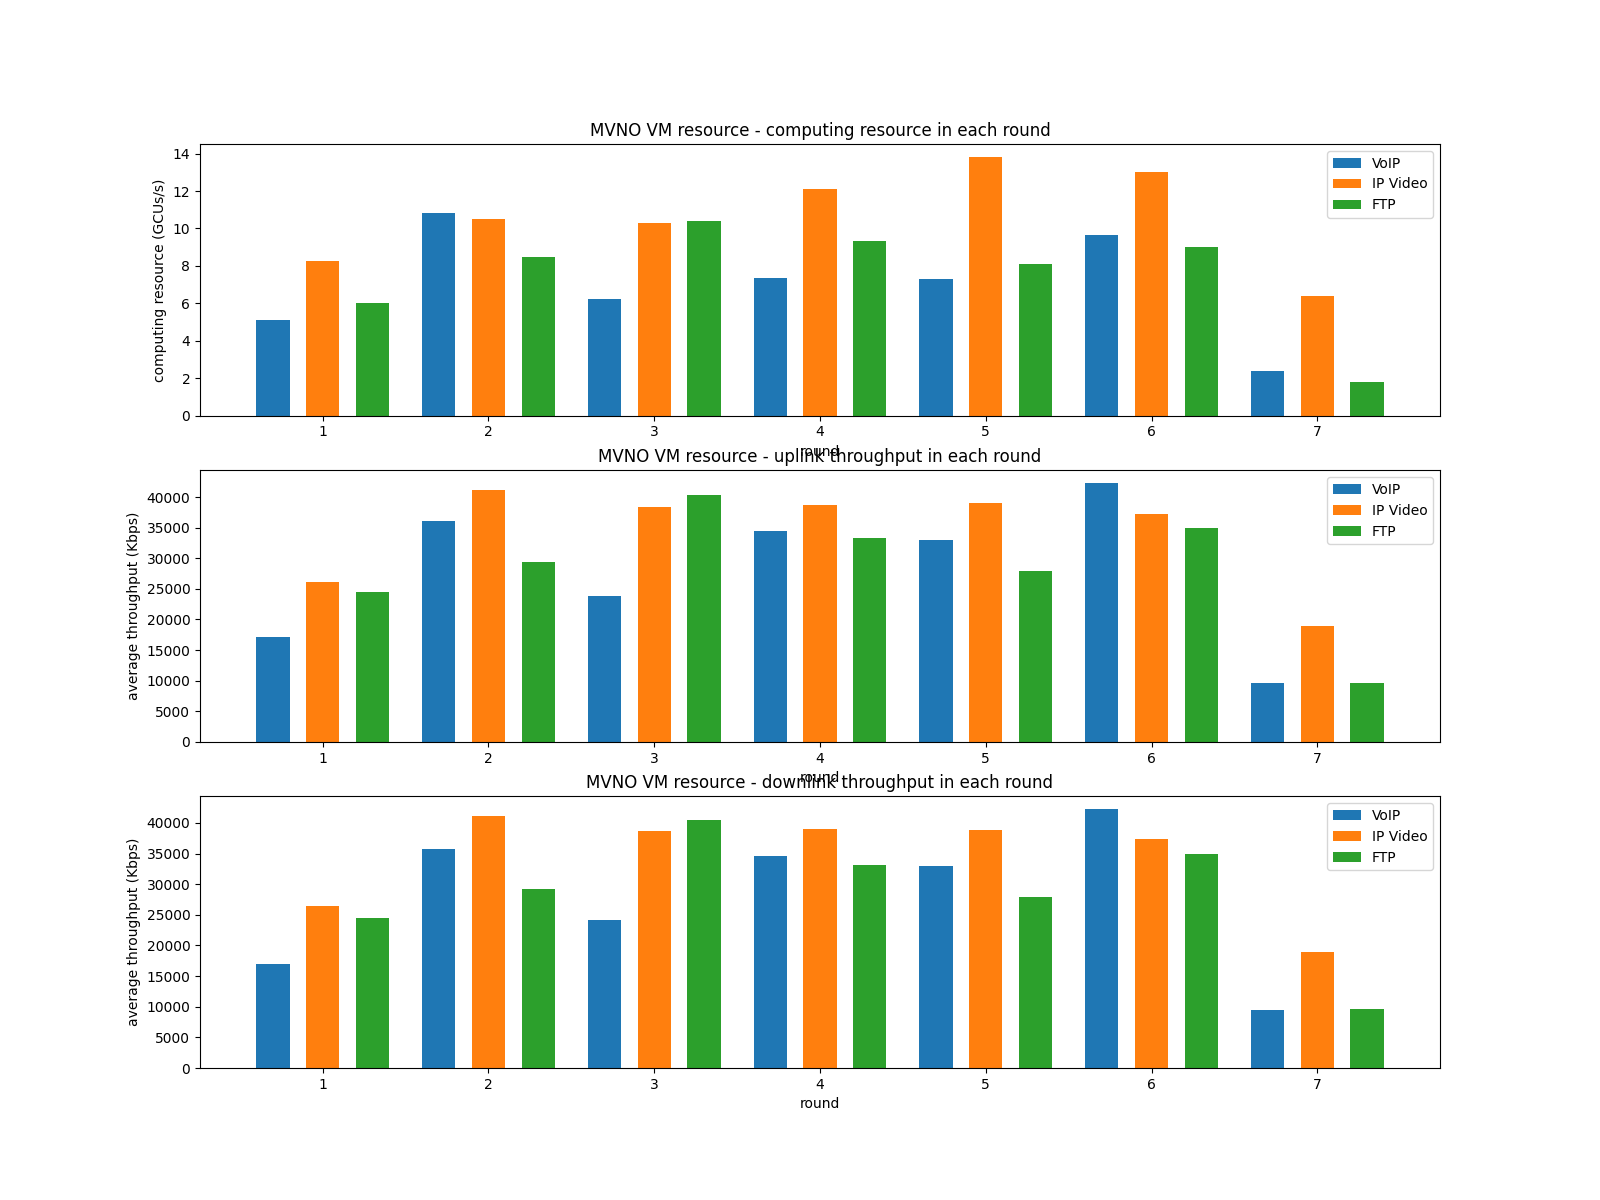 MVNO VM resource - computing resource in each round
computing resource (GCUs/s)
14
12
10
8
6
4
2
0
VoIP
IP Video
FTP
1 2 3 4 5 6 7
round
MVNO VM resource - uplink throughput in each round
average throughput (Kbps)
40000
35000
30000
25000
20000
15000
10000
5000
0
VoIP
IP Video
FTP
1 2 3 4 5 6 7
round
MVNO VM resource - downlink throughput in each round
average throughput (Kbps)
40000
35000
30000
25000
20000
15000
10000
5000
0
VoIP
IP Video
FTP
1 2 3 4 5 6 7
round